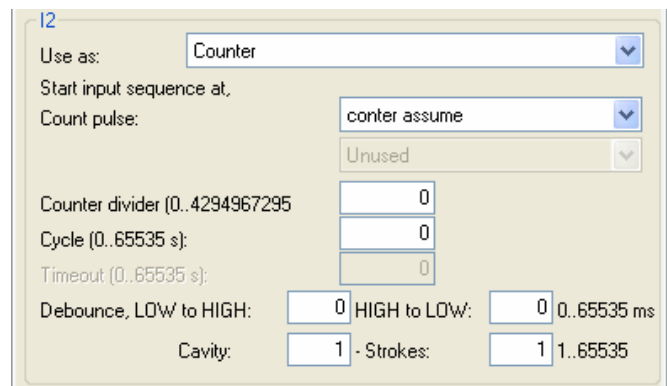 I2
Use as: Counter
Start input sequence at,
Count pulse: conter assume
Unused
Counter divider (0..4294967295 0
Cycle (0..65535 s): 0
Timeout (0..65535 s): 0
Debounce, LOW to HIGH: 0 HIGH to LOW: 0 0..65535 ms
Cavity: 1 - Strokes: 1 1..65535